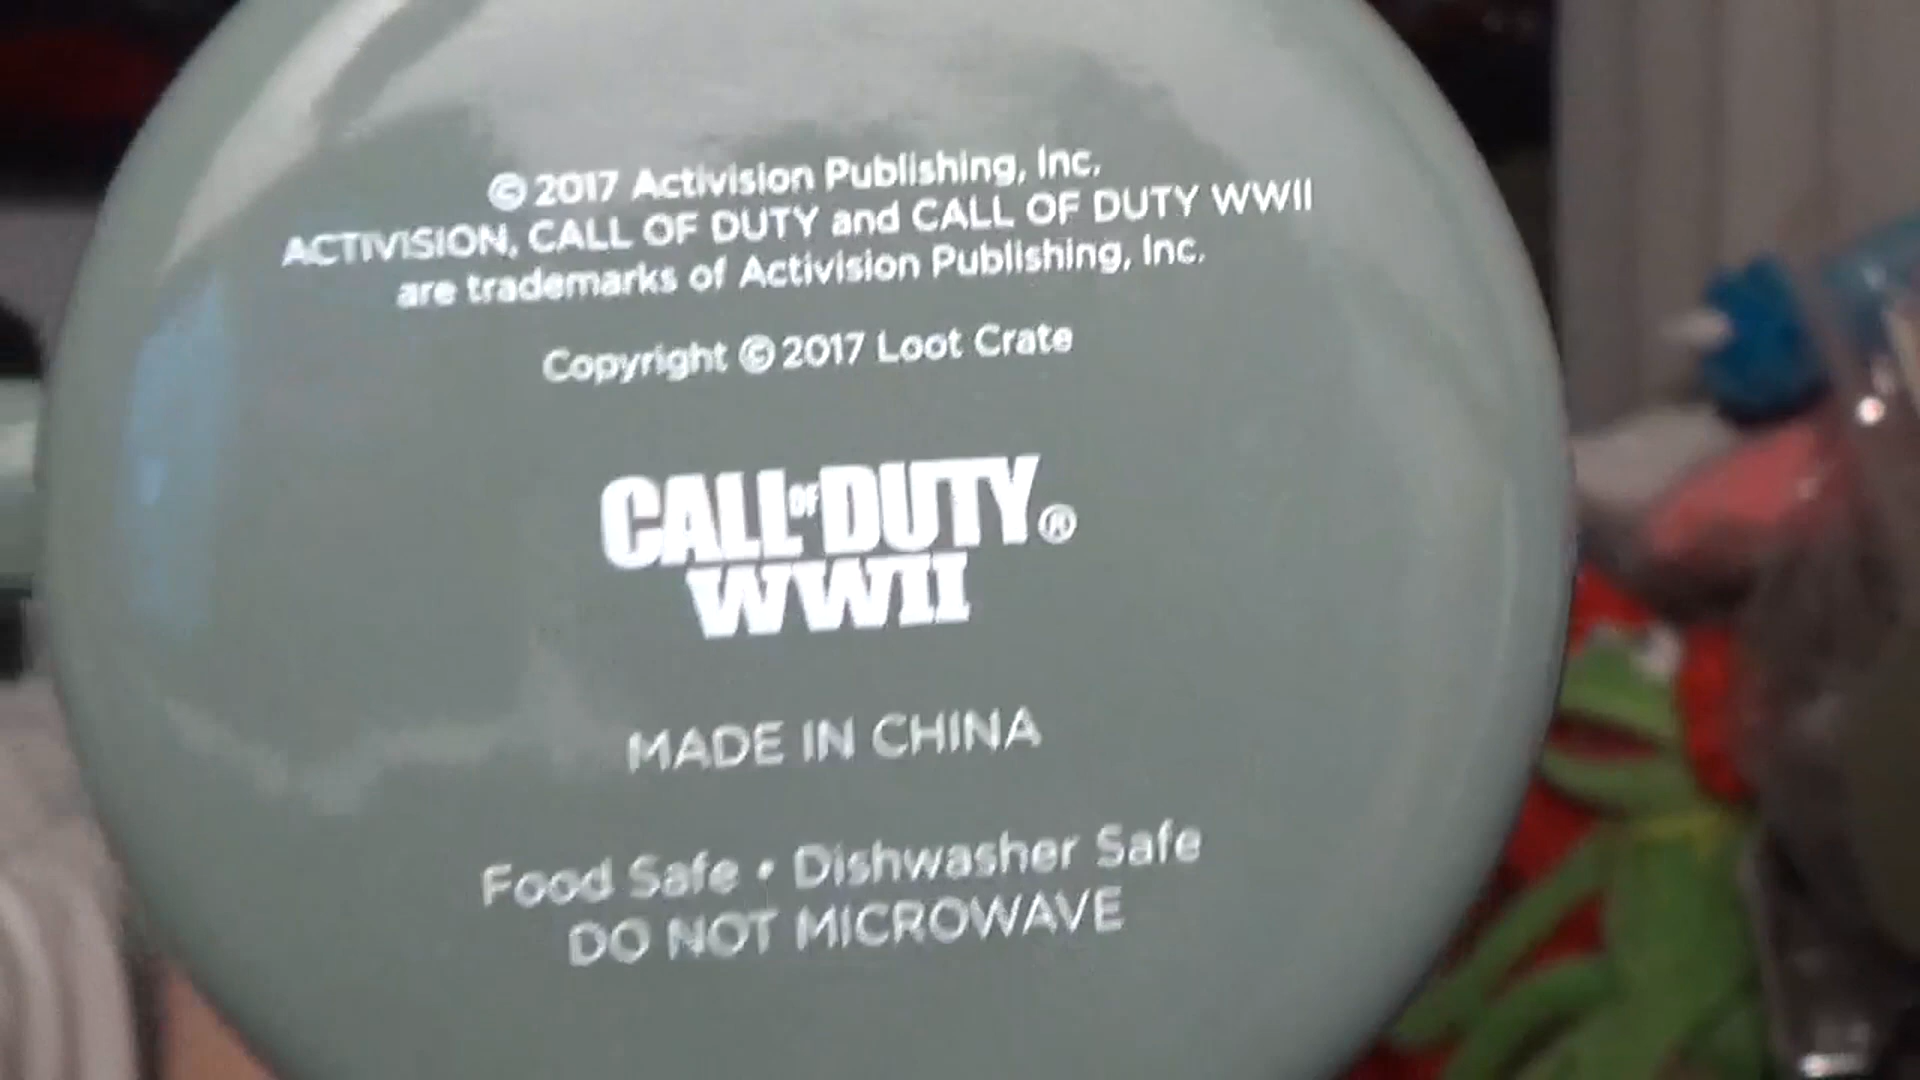 © 2017 Activision Publishing, Inc.
ACTIVISION, CALL OF DUTY and CALL OF DUTY WWII
are trademarks of Activision Publishing, Inc.
Copyright © 2017 Loot Crate
CALL OF DUTY®
WWII
MADE IN CHINA
Food Safe • Dishwasher Safe
DO NOT MICROWAVE